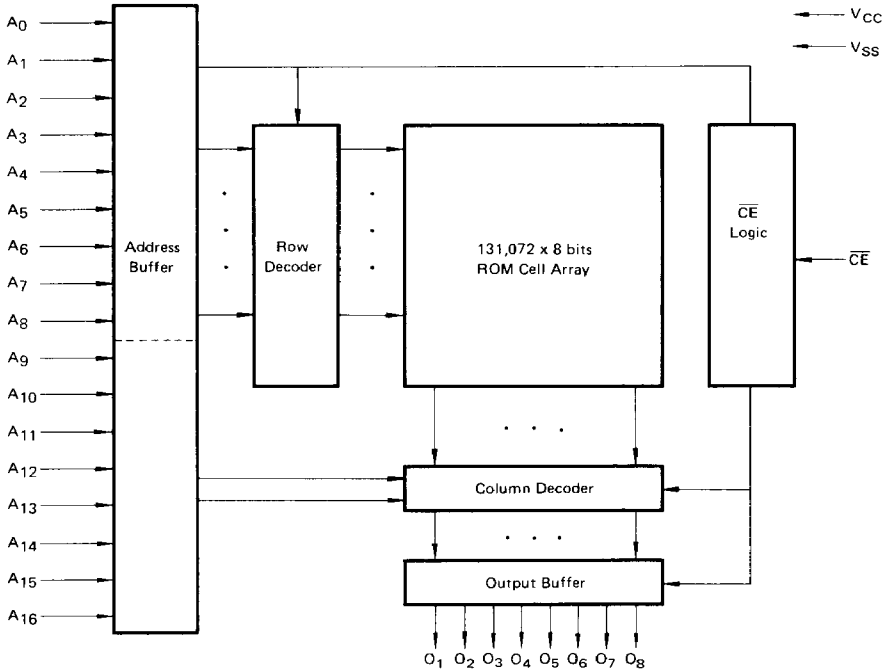 A0
A1
A2
A3
A4
A5
A6
A7
A8
A9
A10
A11
A12
A13
A14
A15
A16
Address
Buffer
Row
Decoder
131,072 x 8 bits
ROM Cell Array
C̅E̅
Logic
VCC
VSS
C̅E̅
Column Decoder
Output Buffer
O1 O2 O3 O4 O5 O6 O7 O8